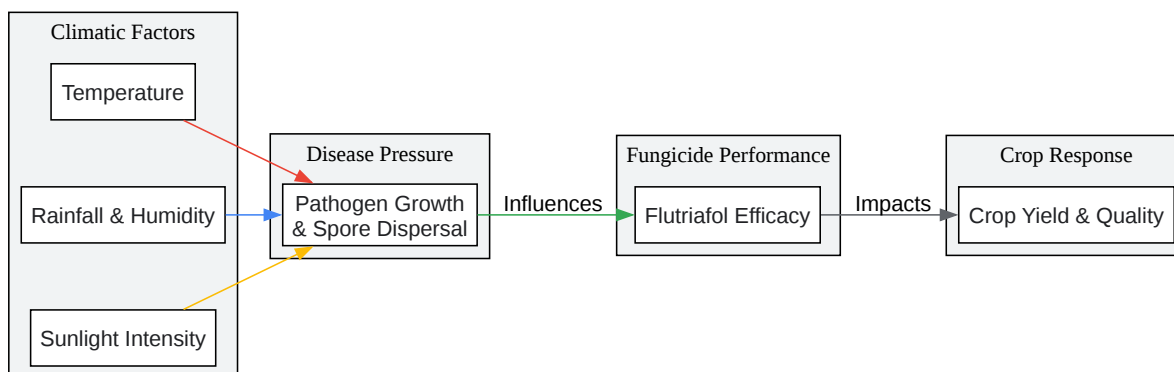 Climatic Factors
Temperature
Rainfall & Humidity
Sunlight Intensity
Disease Pressure
Pathogen Growth
& Spore Dispersal
Influences
Fungicide Performance
Flutriafol Efficacy
Impacts
Crop Response
Crop Yield & Quality